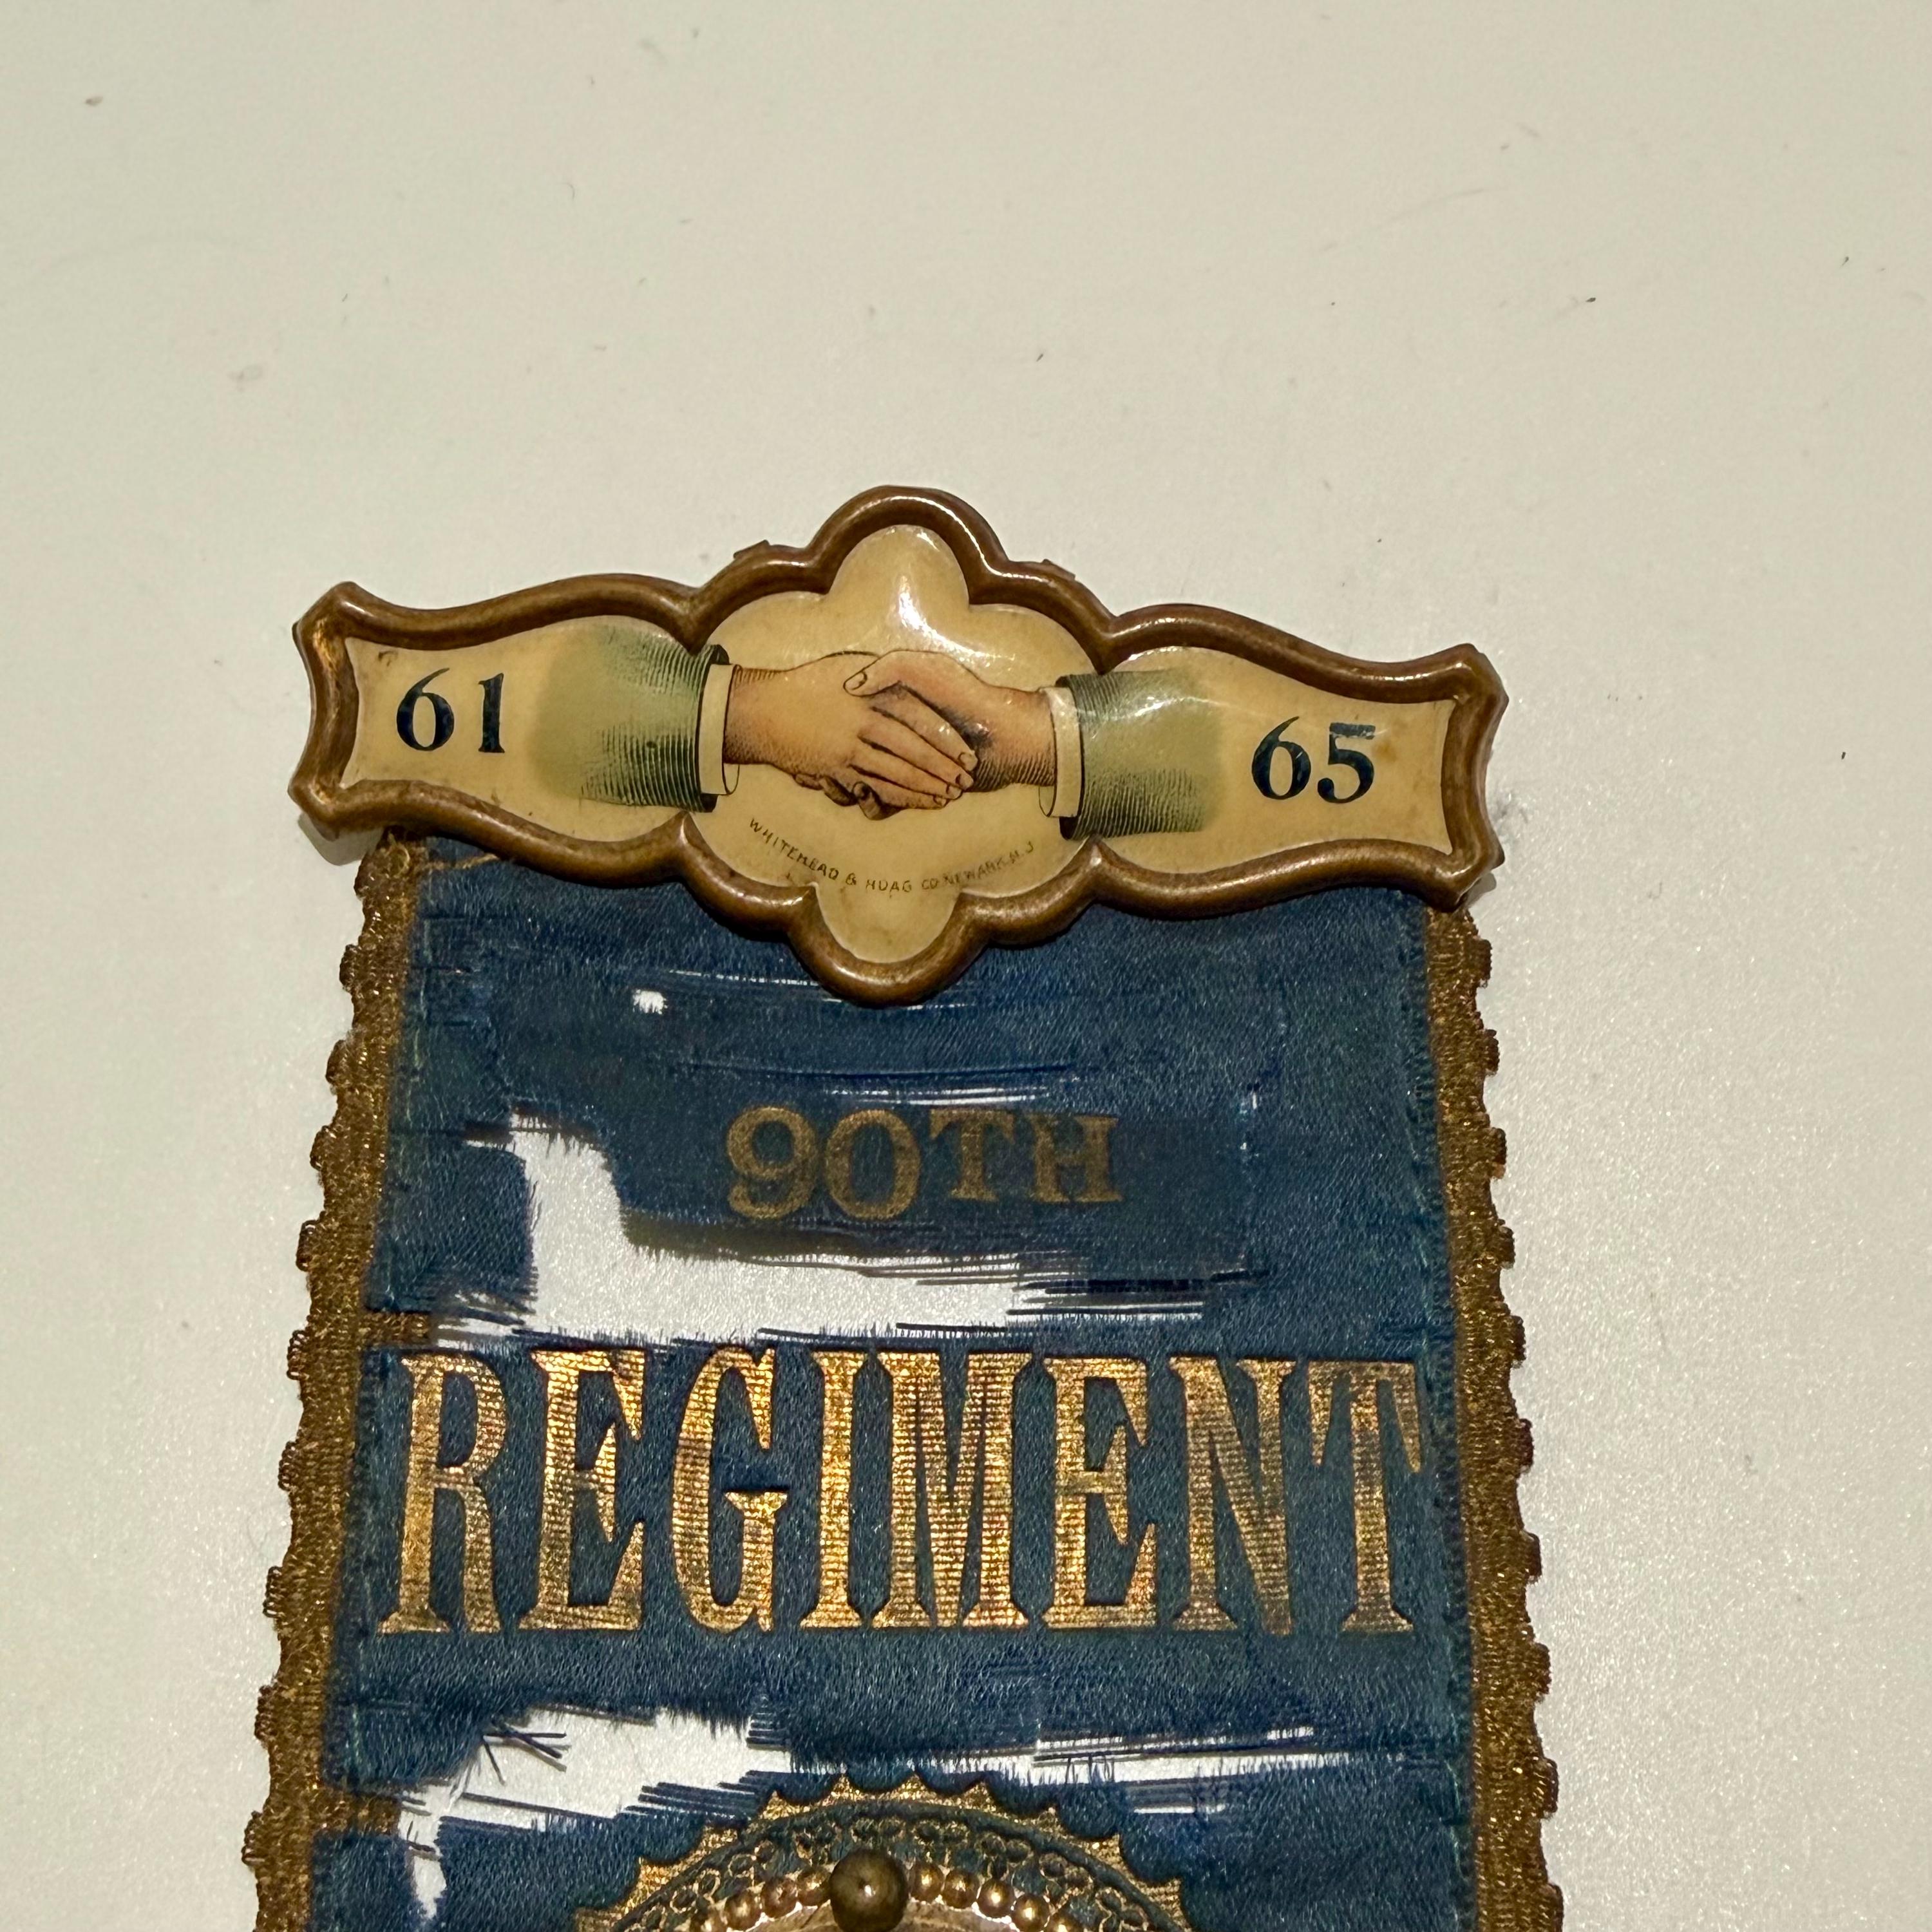 61 65
WHITEHEAD & HOAG CO. NEWARK, N.J.
90TH
REGIMENT